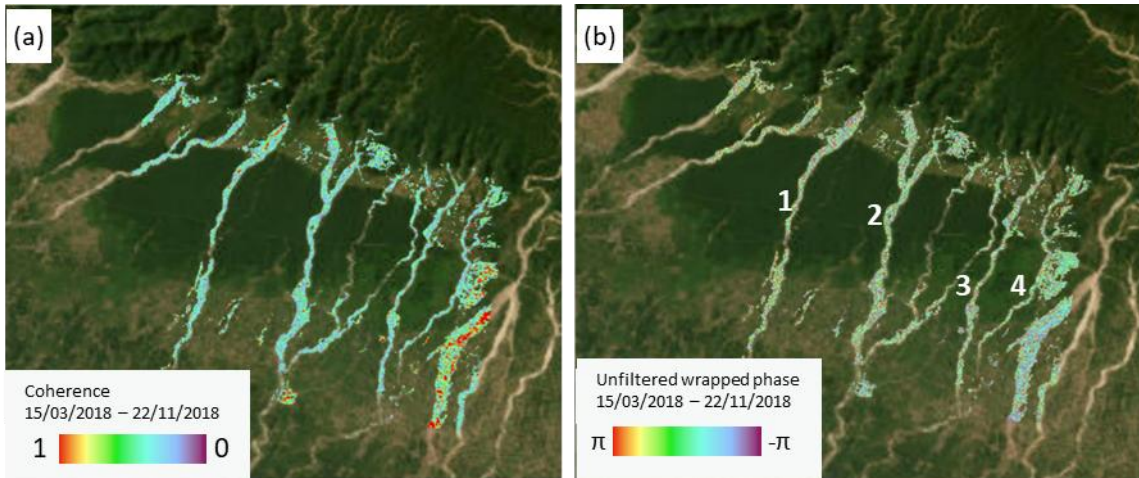 (a)
Coherence
15/03/2018 – 22/11/2018
1 0
(b)
1
2
3 4
Unfiltered wrapped phase
15/03/2018 – 22/11/2018
π -π